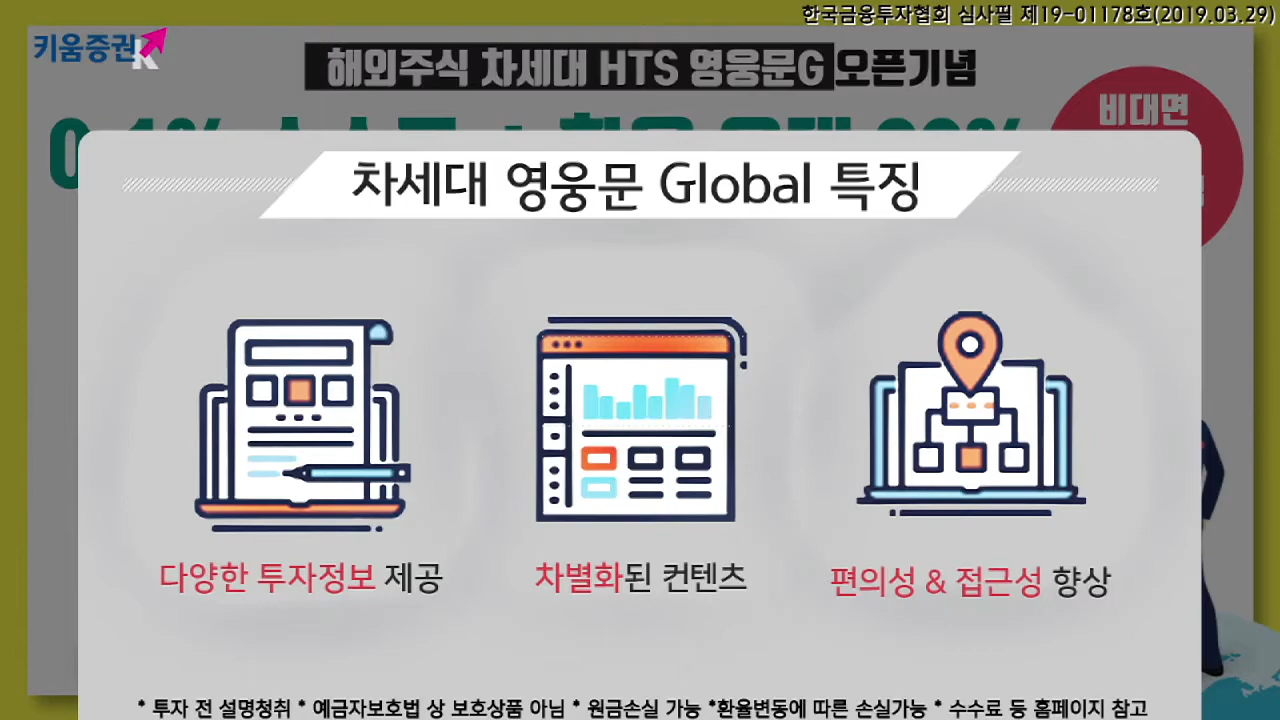 한국금융투자협회 심사필 제19-01178호(2019.03.29)
키움증권
해외주식 차세대 HTS 영웅문G 오픈기념
비대면
차세대 영웅문 Global 특징
다양한 투자정보 제공
차별화된 컨텐츠
편의성 & 접근성 향상
* 투자 전 설명청취 * 예금자보호법 상 보호상품 아님 * 원금손실 가능 *환율변동에 따른 손실가능 * 수수료 등 홈페이지 참고